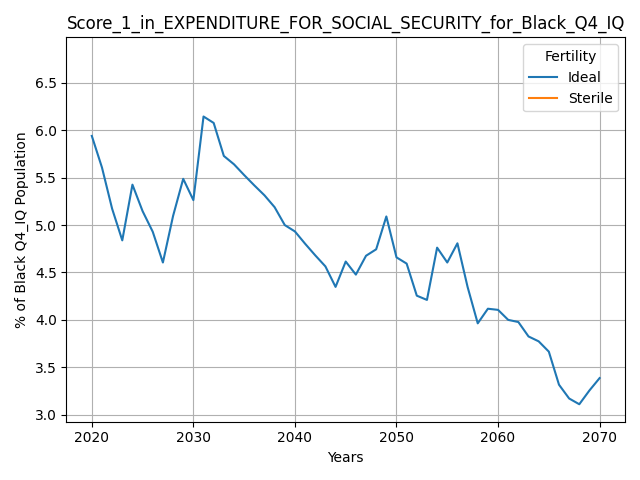 Score_1_in_EXPENDITURE_FOR_SOCIAL_SECURITY_for_Black_Q4_IQ
Fertility
Ideal
Sterile
6.5
6.0
5.5
5.0
4.5
4.0
3.5
3.0
% of Black Q4_IQ Population
2020 2030 2040 2050 2060 2070
Years